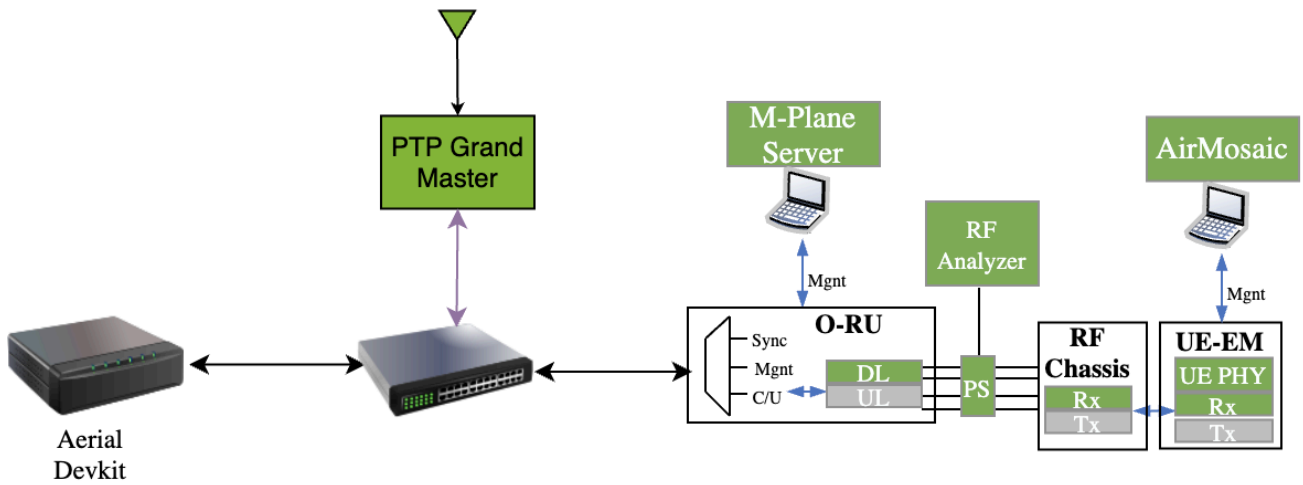 PTP Grand
Master
M-Plane
Server
AirMosaic
RF
Analyzer
Mgnt
Mgnt
O-RU
Sync
Mgnt
C/U
DL
UL
PS
RF
Chassis
Rx
Tx
UE-EM
UE PHY
Rx
Tx
Aerial
Devkit